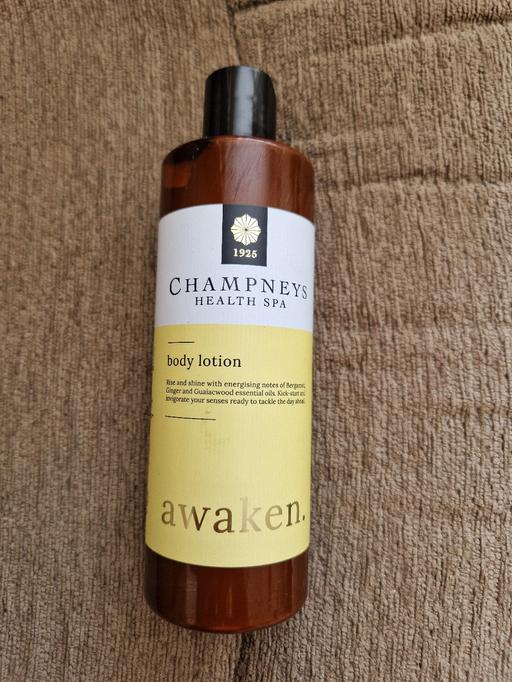 1925
CHAMPNEYS
HEALTH SPA
body lotion
Rise and shine with energising notes of Bergamot,
Ginger and Guaiacwood essential oils. Kick-start and
invigorate your senses ready to tackle the day ahead.
awaken.